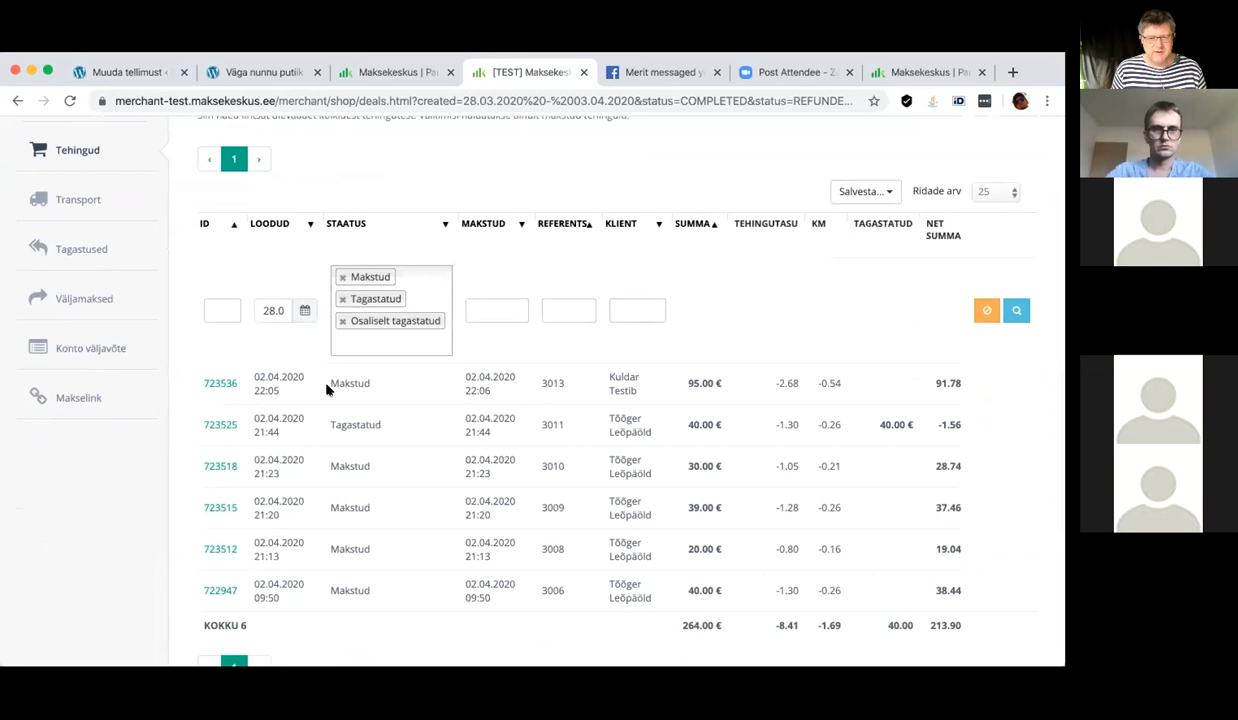 Muuda tellimust ‹
Väga nunnu putiik
Maksekeskus | Par
[TEST] Maksekesk
Merit messaged y
Post Attendee - Z
Maksekeskus | Par
merchant-test.maksekeskus.ee/merchant/shop/deals.html?created=28.03.2020%20-%2003.04.2020&status=COMPLETED&status=REFUNDE...
Tehingud
Transport
Tagastused
Väljamaksed
Konto väljavõte
Makselink
‹ 1 ›
Salvesta... Ridade arv 25
ID LOODUD STAATUS MAKSTUD REFERENTS KLIENT SUMMA TEHINGUTASU KM TAGASTATUD NET SUMMA
Makstud
Tagastatud
28.0
Osaliselt tagastatud
723536 02.04.2020 22:05 Makstud 02.04.2020 22:06 3013 Kuldar Testib 95.00 € -2.68 -0.54 91.78
723525 02.04.2020 21:44 Tagastatud 02.04.2020 21:44 3011 Tõõger Leõpäöld 40.00 € -1.30 -0.26 40.00 € -1.56
723518 02.04.2020 21:23 Makstud 02.04.2020 21:23 3010 Tõõger Leõpäöld 30.00 € -1.05 -0.21 28.74
723515 02.04.2020 21:20 Makstud 02.04.2020 21:20 3009 Tõõger Leõpäöld 39.00 € -1.28 -0.26 37.46
723512 02.04.2020 21:13 Makstud 02.04.2020 21:13 3008 Tõõger Leõpäöld 20.00 € -0.80 -0.16 19.04
722947 02.04.2020 09:50 Makstud 02.04.2020 09:50 3006 Tõõger Leõpäöld 40.00 € -1.30 -0.26 38.44
KOKKU 6 264.00 € -8.41 -1.69 40.00 213.90